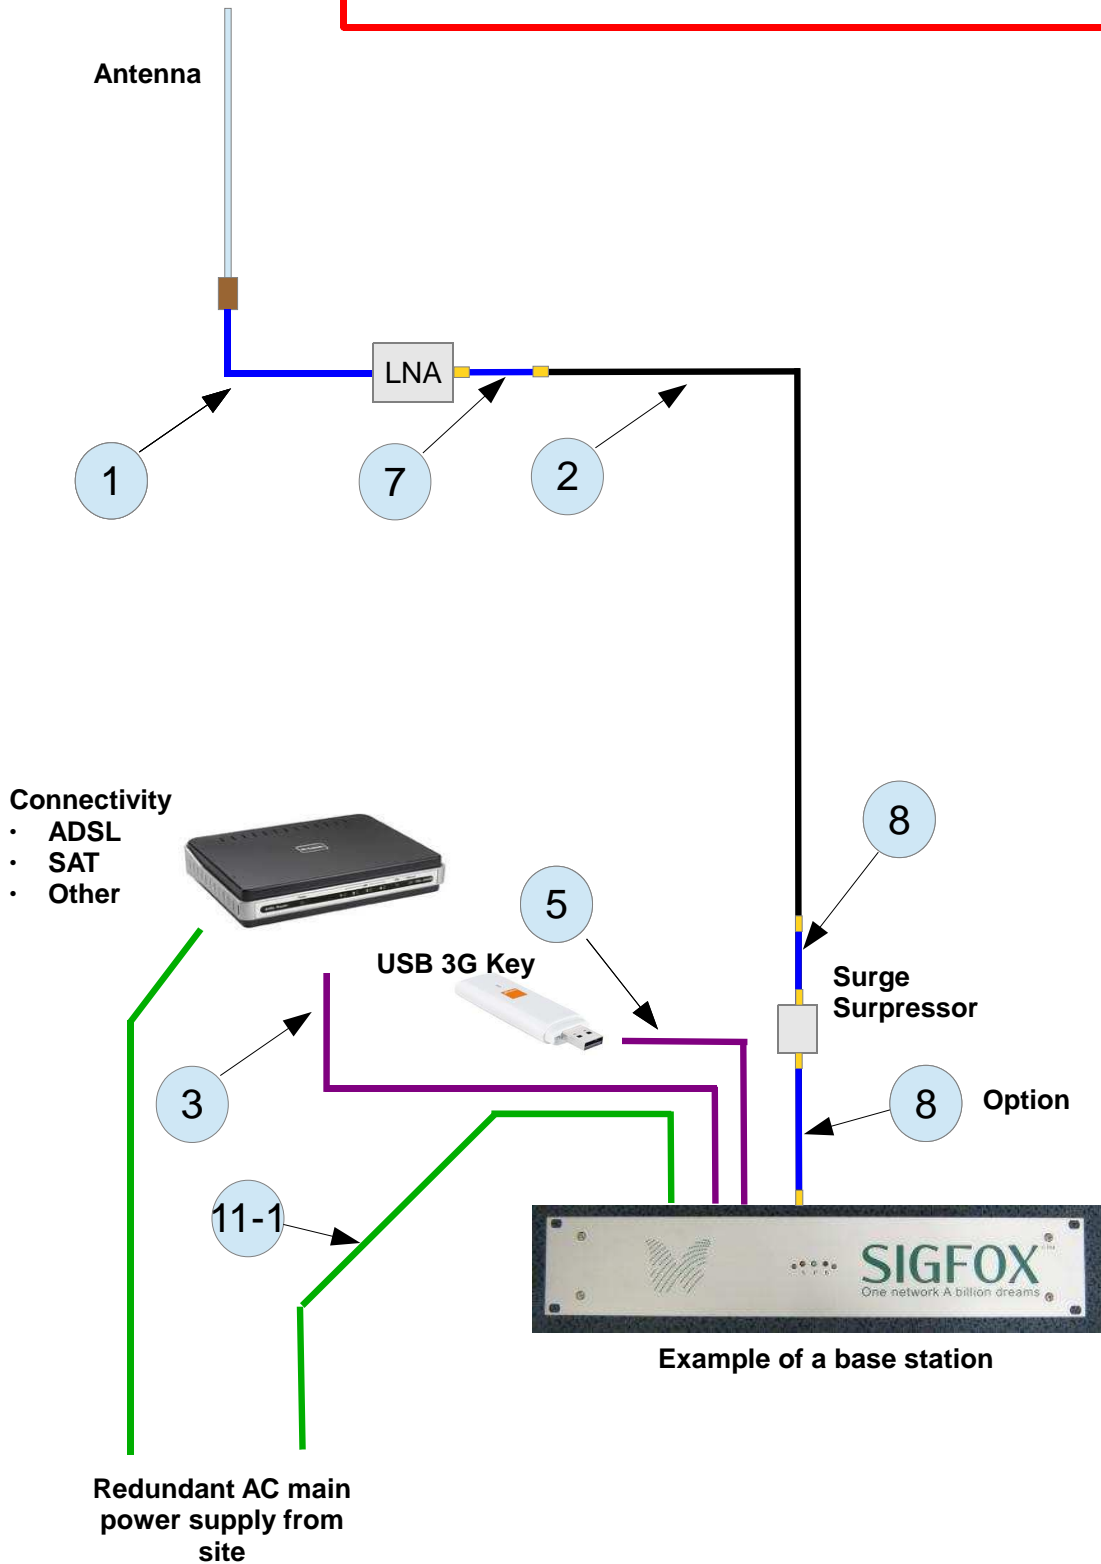 Antenna
LNA
1
7
2
Connectivity
• ADSL
• SAT
• Other
8
5
USB 3G Key
Surge
Surpressor
3
8
Option
11-1
SIGFOX
One network A billion dreams
Example of a base station
Redundant AC main
power supply from
site